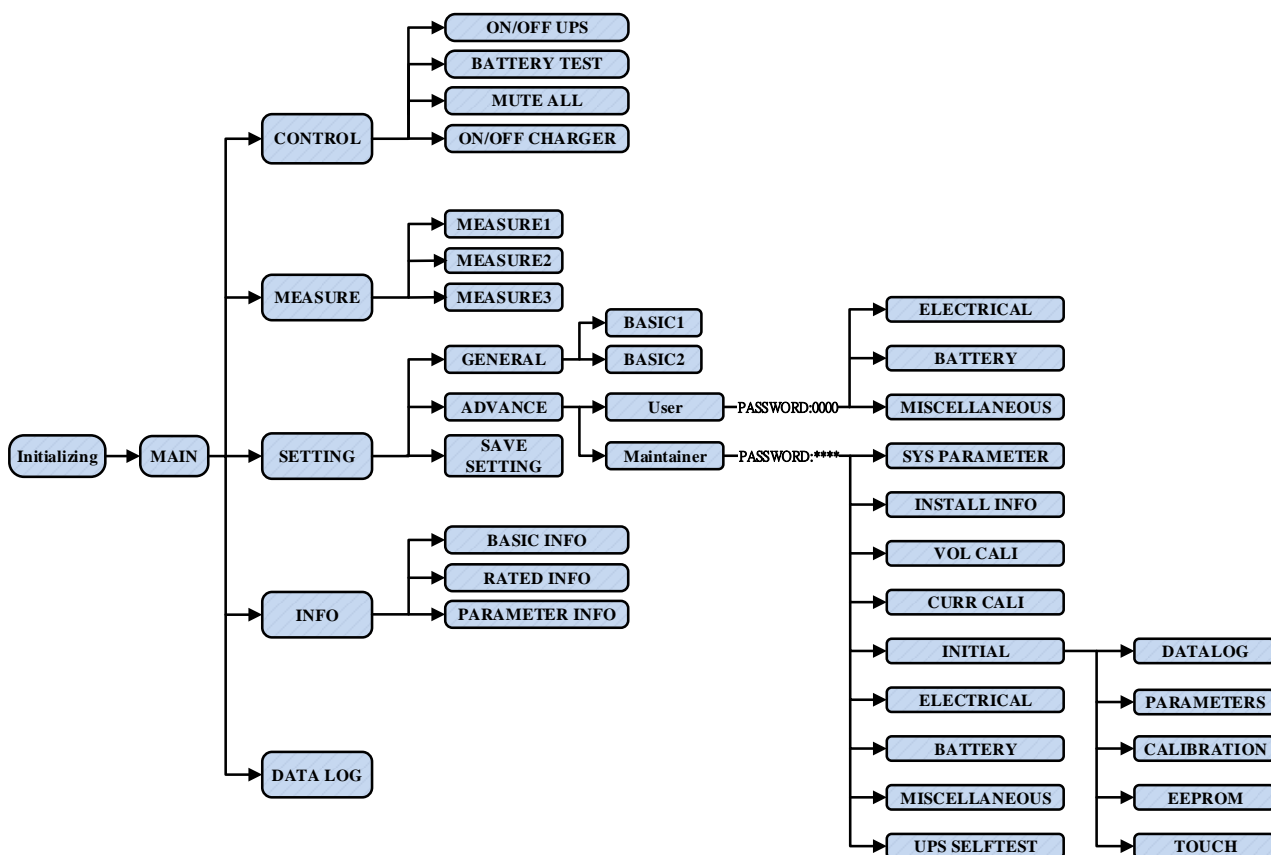 Initializing
MAIN
CONTROL
ON/OFF UPS
BATTERY TEST
MUTE ALL
ON/OFF CHARGER
MEASURE
MEASURE1
MEASURE2
MEASURE3
SETTING
GENERAL
BASIC1
BASIC2
ADVANCE
User
PASSWORD:0000
ELECTRICAL
BATTERY
MISCELLANEOUS
Maintainer
PASSWORD:****
SYS PARAMETER
INSTALL INFO
VOL CALI
CURR CALI
INITIAL
DATALOG
PARAMETERS
CALIBRATION
EEPROM
TOUCH
ELECTRICAL
BATTERY
MISCELLANEOUS
UPS SELFTEST
SAVE
SETTING
INFO
BASIC INFO
RATED INFO
PARAMETER INFO
DATA LOG